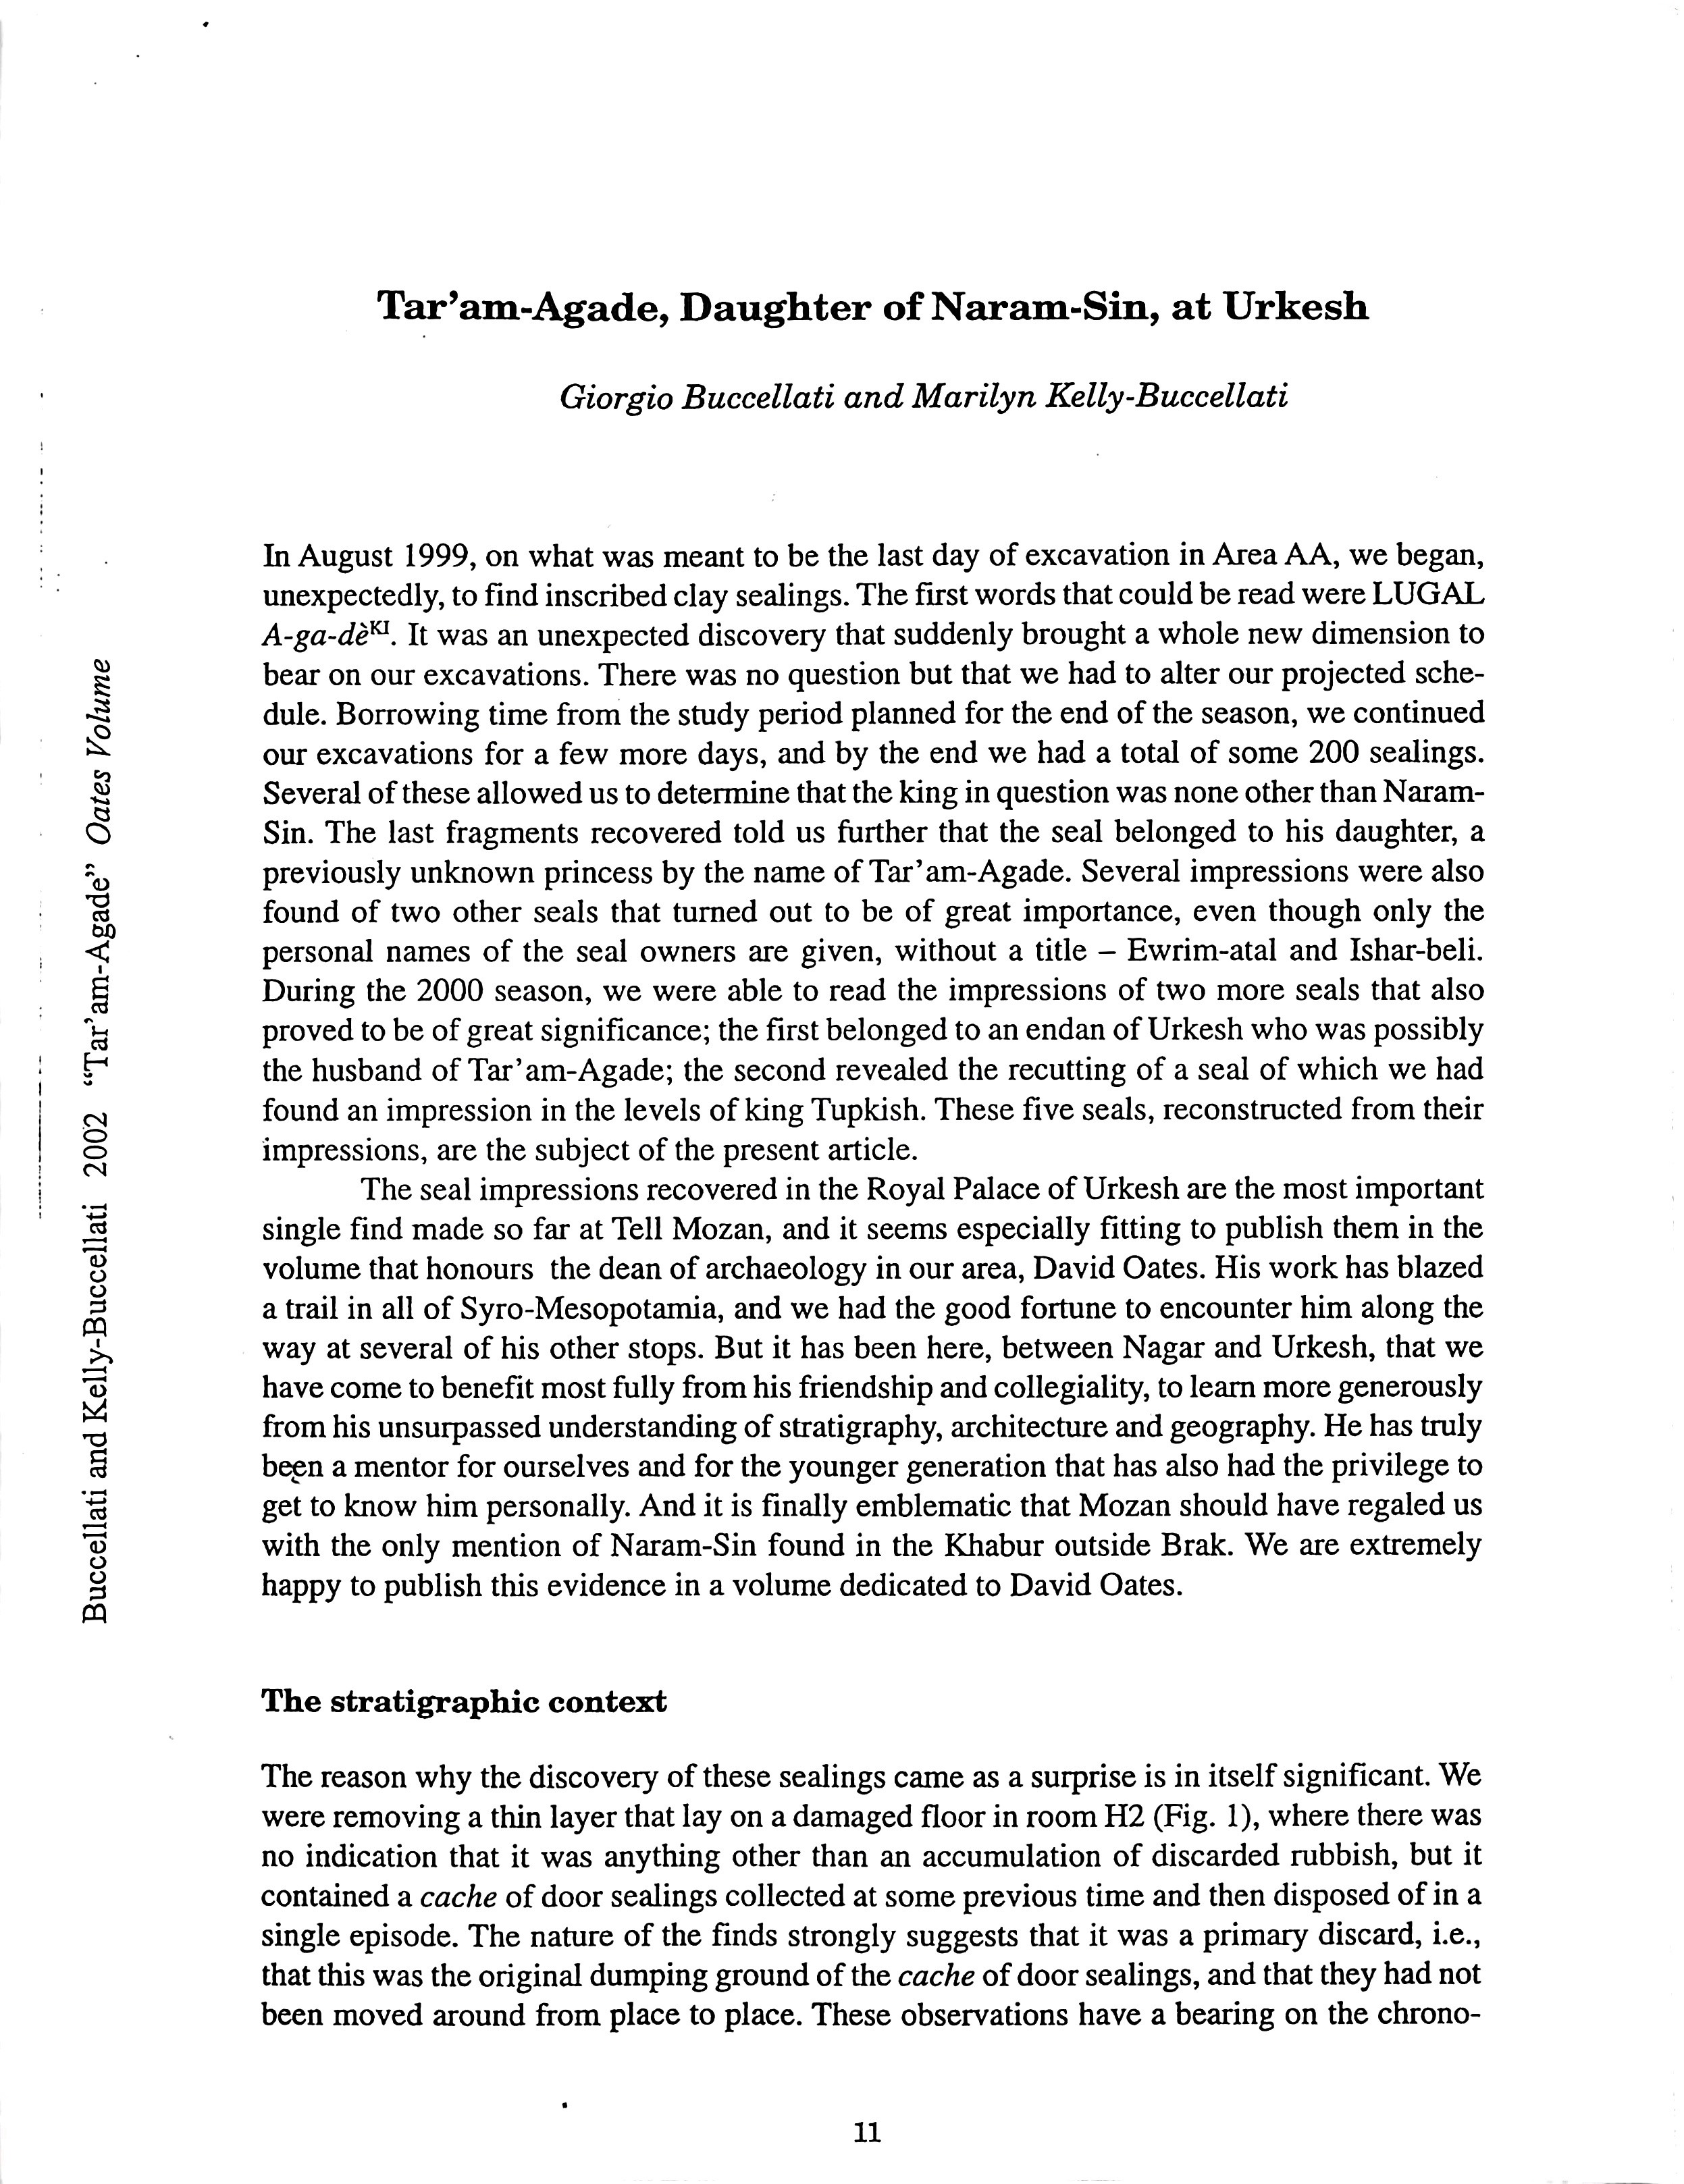 Tar’am-Agade, Daughter of Naram-Sin, at Urkesh
Giorgio Buccellati and Marilyn Kelly-Buccellati
In August 1999, on what was meant to be the last day of excavation in Area AA, we began,
unexpectedly, to find inscribed clay sealings. The first words that could be read were LUGAL
A-ga-dèᴷᴵ. It was an unexpected discovery that suddenly brought a whole new dimension to
bear on our excavations. There was no question but that we had to alter our projected sche-
dule. Borrowing time from the study period planned for the end of the season, we continued
our excavations for a few more days, and by the end we had a total of some 200 sealings.
Several of these allowed us to determine that the king in question was none other than Naram-
Sin. The last fragments recovered told us further that the seal belonged to his daughter, a
previously unknown princess by the name of Tar’am-Agade. Several impressions were also
found of two other seals that turned out to be of great importance, even though only the
personal names of the seal owners are given, without a title – Ewrim-atal and Ishar-beli.
During the 2000 season, we were able to read the impressions of two more seals that also
proved to be of great significance; the first belonged to an endan of Urkesh who was possibly
the husband of Tar’am-Agade; the second revealed the recutting of a seal of which we had
found an impression in the levels of king Tupkish. These five seals, reconstructed from their
impressions, are the subject of the present article.
The seal impressions recovered in the Royal Palace of Urkesh are the most important
single find made so far at Tell Mozan, and it seems especially fitting to publish them in the
volume that honours the dean of archaeology in our area, David Oates. His work has blazed
a trail in all of Syro-Mesopotamia, and we had the good fortune to encounter him along the
way at several of his other stops. But it has been here, between Nagar and Urkesh, that we
have come to benefit most fully from his friendship and collegiality, to learn more generously
from his unsurpassed understanding of stratigraphy, architecture and geography. He has truly
been a mentor for ourselves and for the younger generation that has also had the privilege to
get to know him personally. And it is finally emblematic that Mozan should have regaled us
with the only mention of Naram-Sin found in the Khabur outside Brak. We are extremely
happy to publish this evidence in a volume dedicated to David Oates.
The stratigraphic context
The reason why the discovery of these sealings came as a surprise is in itself significant. We
were removing a thin layer that lay on a damaged floor in room H2 (Fig. 1), where there was
no indication that it was anything other than an accumulation of discarded rubbish, but it
contained a cache of door sealings collected at some previous time and then disposed of in a
single episode. The nature of the finds strongly suggests that it was a primary discard, i.e.,
that this was the original dumping ground of the cache of door sealings, and that they had not
been moved around from place to place. These observations have a bearing on the chrono-
11
Buccellati and Kelly-Buccellati 2002 “Tar’am-Agade” Oates Volume